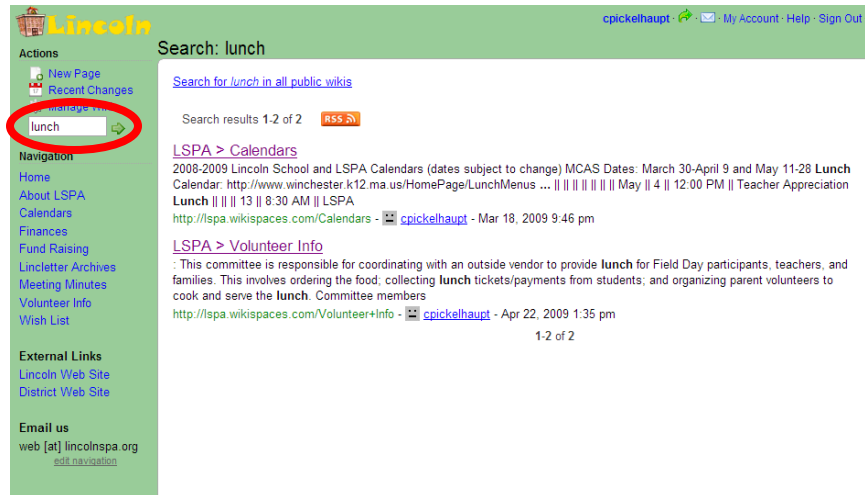 Lincoln
cpickelhaupt · · · My Account · Help · Sign Out
Actions
New Page
Recent Changes
Manage
lunch
Navigation
Home
About LSPA
Calendars
Finances
Fund Raising
Lincletter Archives
Meeting Minutes
Volunteer Info
Wish List
External Links
Lincoln Web Site
District Web Site
Email us
web [at] lincolnspa.org
edit navigation
Search: lunch
Search for lunch in all public wikis
Search results 1-2 of 2 RSS
LSPA > Calendars
2008-2009 Lincoln School and LSPA Calendars (dates subject to change) MCAS Dates: March 30-April 9 and May 11-28 Lunch
Calendar: http://www.winchester.k12.ma.us/HomePage/LunchMenus ... || || || || || || || May || 4 || 12:00 PM || Teacher Appreciation
Lunch || || || 13 || 8:30 AM || LSPA
http://lspa.wikispaces.com/Calendars - cpickelhaupt - Mar 18, 2009 9:46 pm
LSPA > Volunteer Info
: This committee is responsible for coordinating with an outside vendor to provide lunch for Field Day participants, teachers, and
families. This involves ordering the food; collecting lunch tickets/payments from students; and organizing parent volunteers to
cook and serve the lunch. Committee members
http://lspa.wikispaces.com/Volunteer+Info - cpickelhaupt - Apr 22, 2009 1:35 pm
1-2 of 2